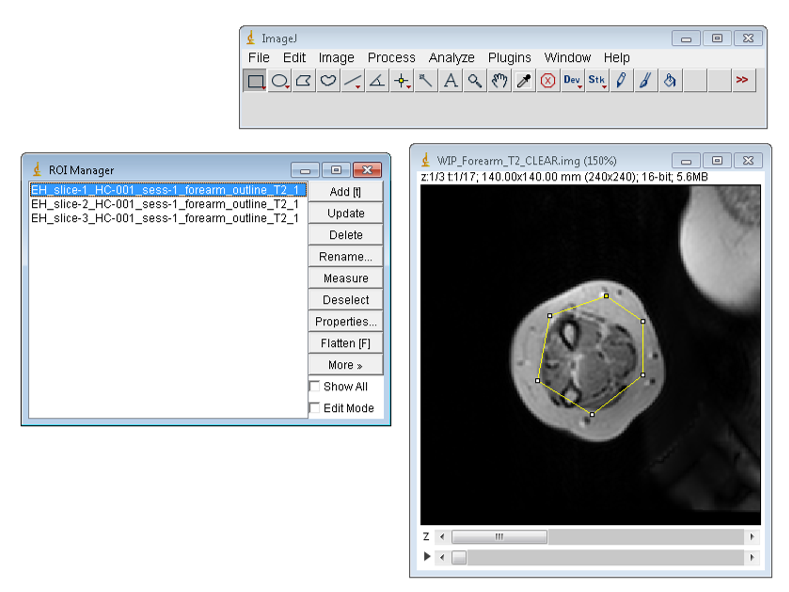 ImageJ
File Edit Image Process Analyze Plugins Window Help
A Dev Stk >>
ROI Manager
EH_slice-1_HC-001_sess-1_forearm_outline_T2_1
EH_slice-2_HC-001_sess-1_forearm_outline_T2_1
EH_slice-3_HC-001_sess-1_forearm_outline_T2_1
Add [t]
Update
Delete
Rename...
Measure
Deselect
Properties...
Flatten [F]
More »
Show All
Edit Mode
WIP_Forearm_T2_CLEAR.img (150%)
z:1/3 t:1/17; 140.00x140.00 mm (240x240); 16-bit; 5.6MB
Z